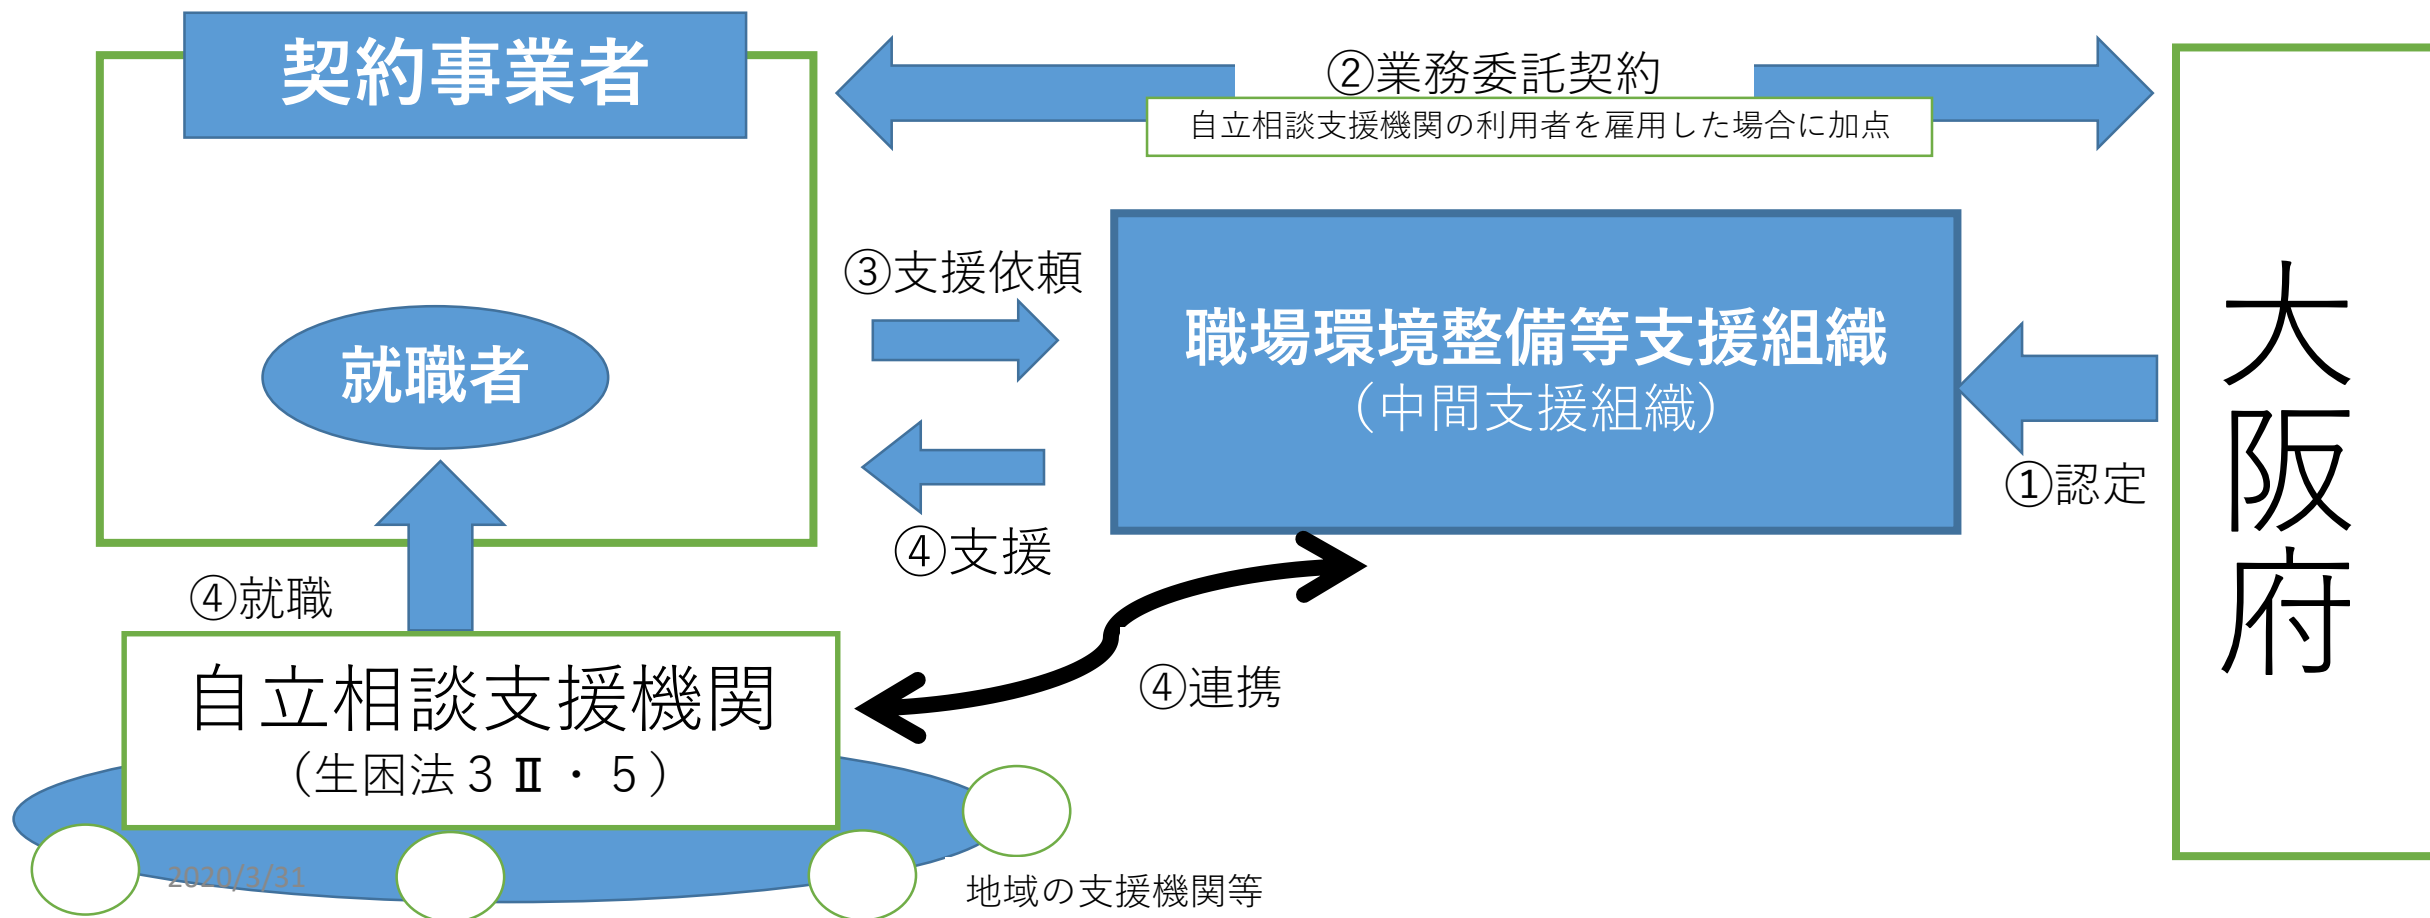 契約事業者
②業務委託契約
自立相談支援機関の利用者を雇用した場合に加点
③支援依頼
職場環境整備等支援組織
（中間支援組織）
就職者
①認定
大阪府
④支援
④就職
自立相談支援機関
（生困法３Ⅱ・５）
④連携
2020/3/31
地域の支援機関等